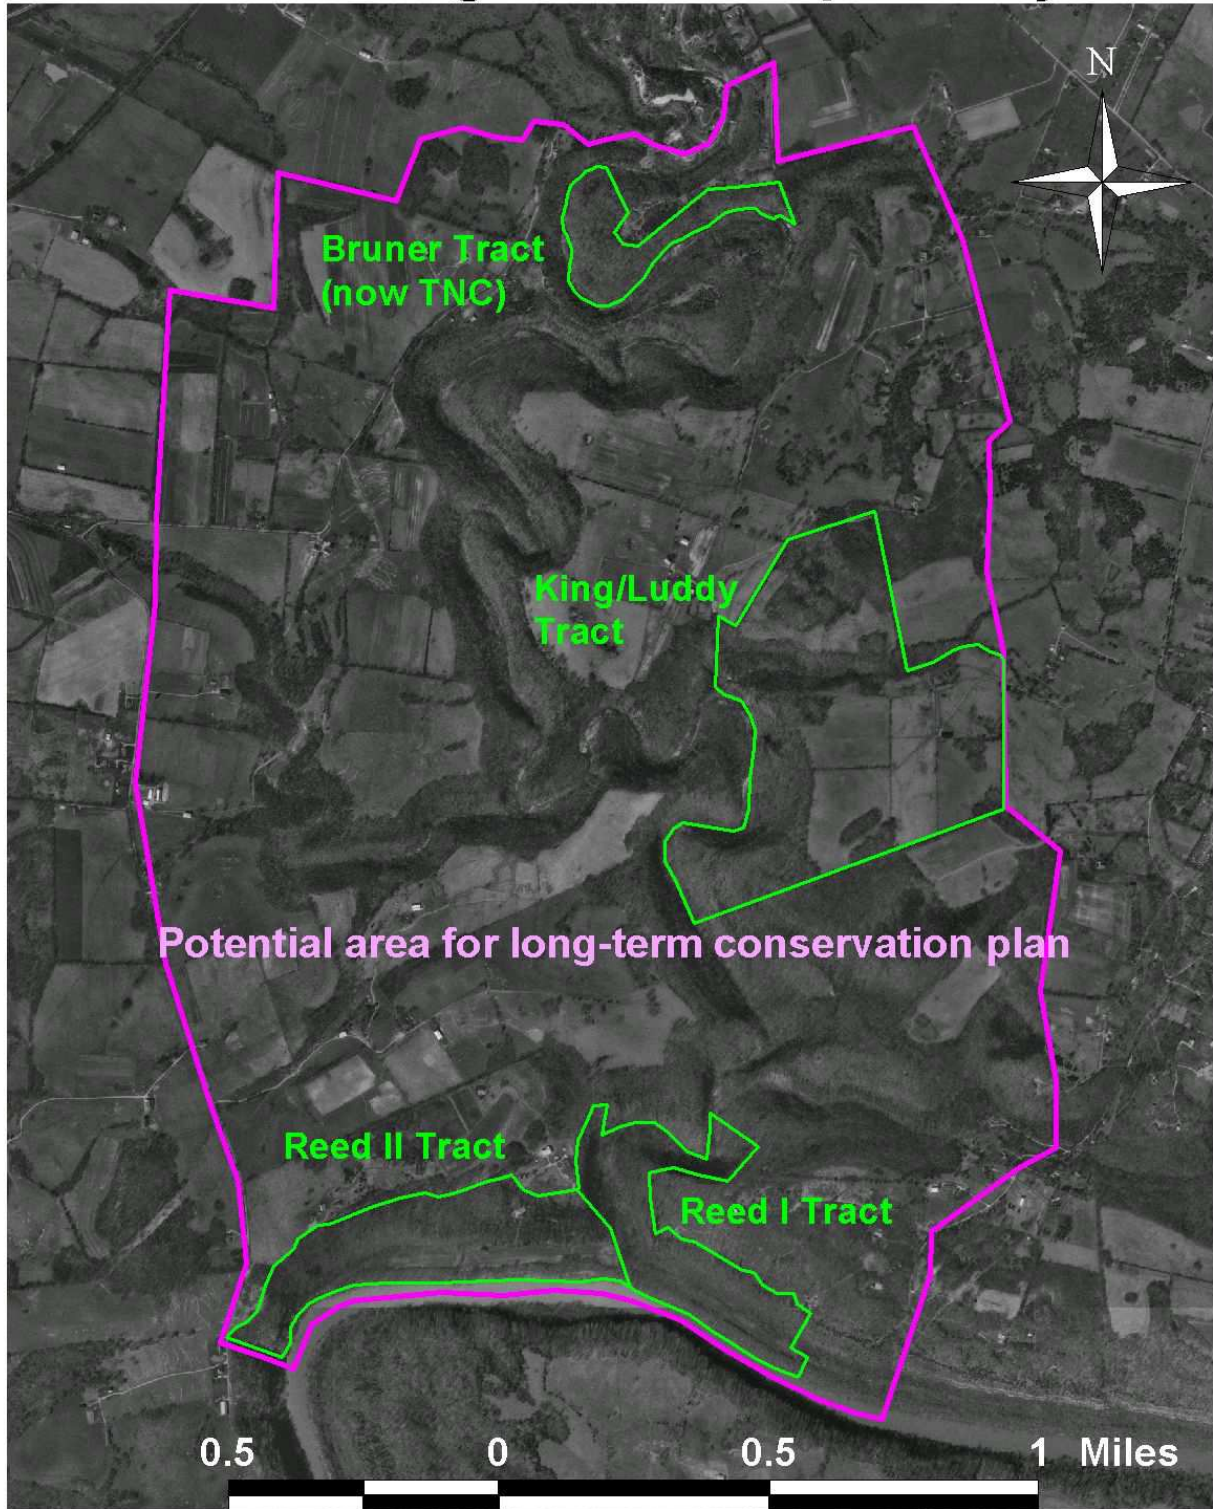 N
Bruner Tract
(now TNC)
King/Luddy
Tract
Potential area for long-term conservation plan
Reed II Tract
Reed I Tract
0.5 0 0.5 1 Miles